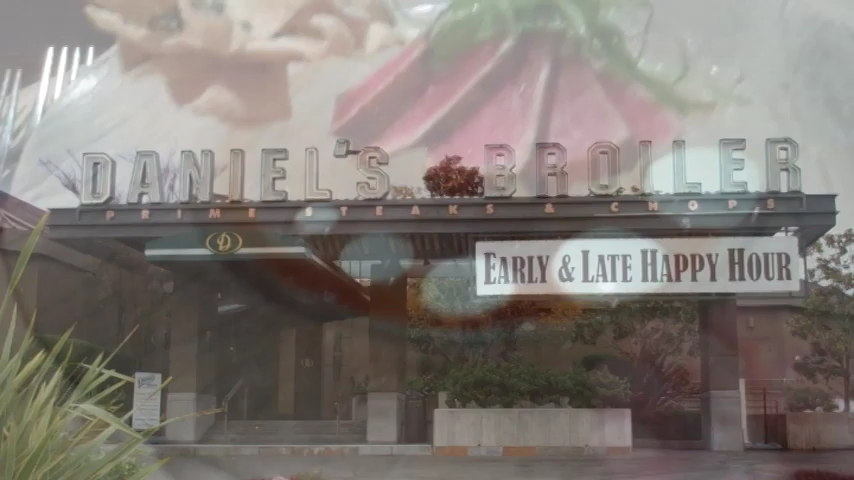 DANIEL'S BROILER
PRIME STEAKS & CHOPS
D
EARLY & LATE HAPPY HOUR